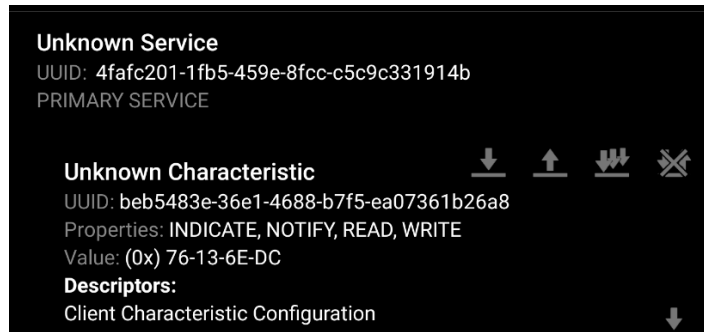 Unknown Service
UUID: 4fafc201-1fb5-459e-8fcc-c5c9c331914b
PRIMARY SERVICE
Unknown Characteristic
UUID: beb5483e-36e1-4688-b7f5-ea07361b26a8
Properties: INDICATE, NOTIFY, READ, WRITE
Value: (0x) 76-13-6E-DC
Descriptors:
Client Characteristic Configuration